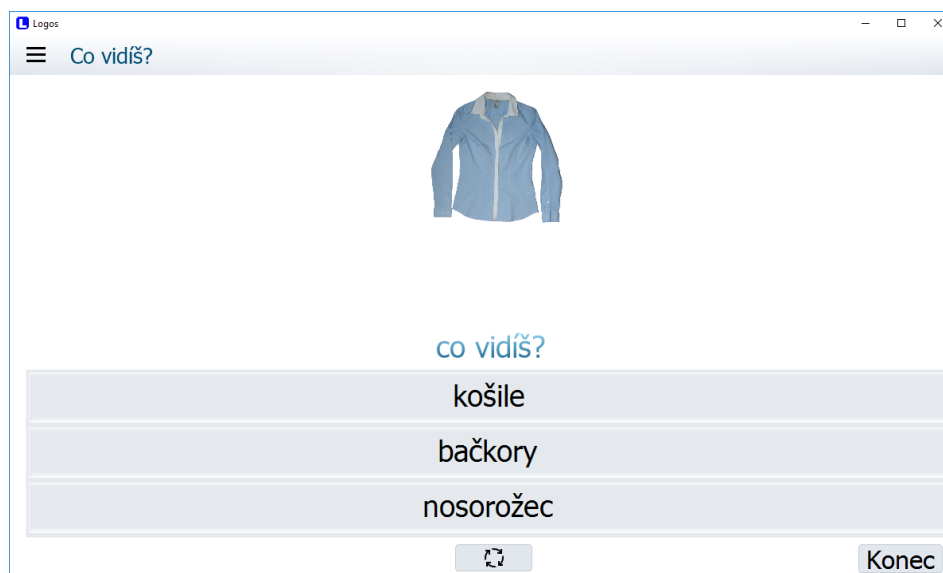 Logos
Co vidíš?
co vidíš?
košile
bačkory
nosorožec
Konec